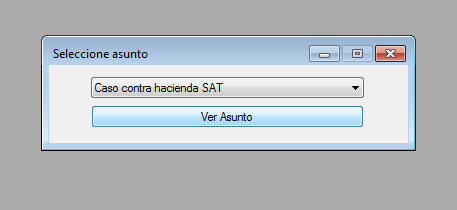 Seleccione asunto
Caso contra hacienda SAT
Ver Asunto